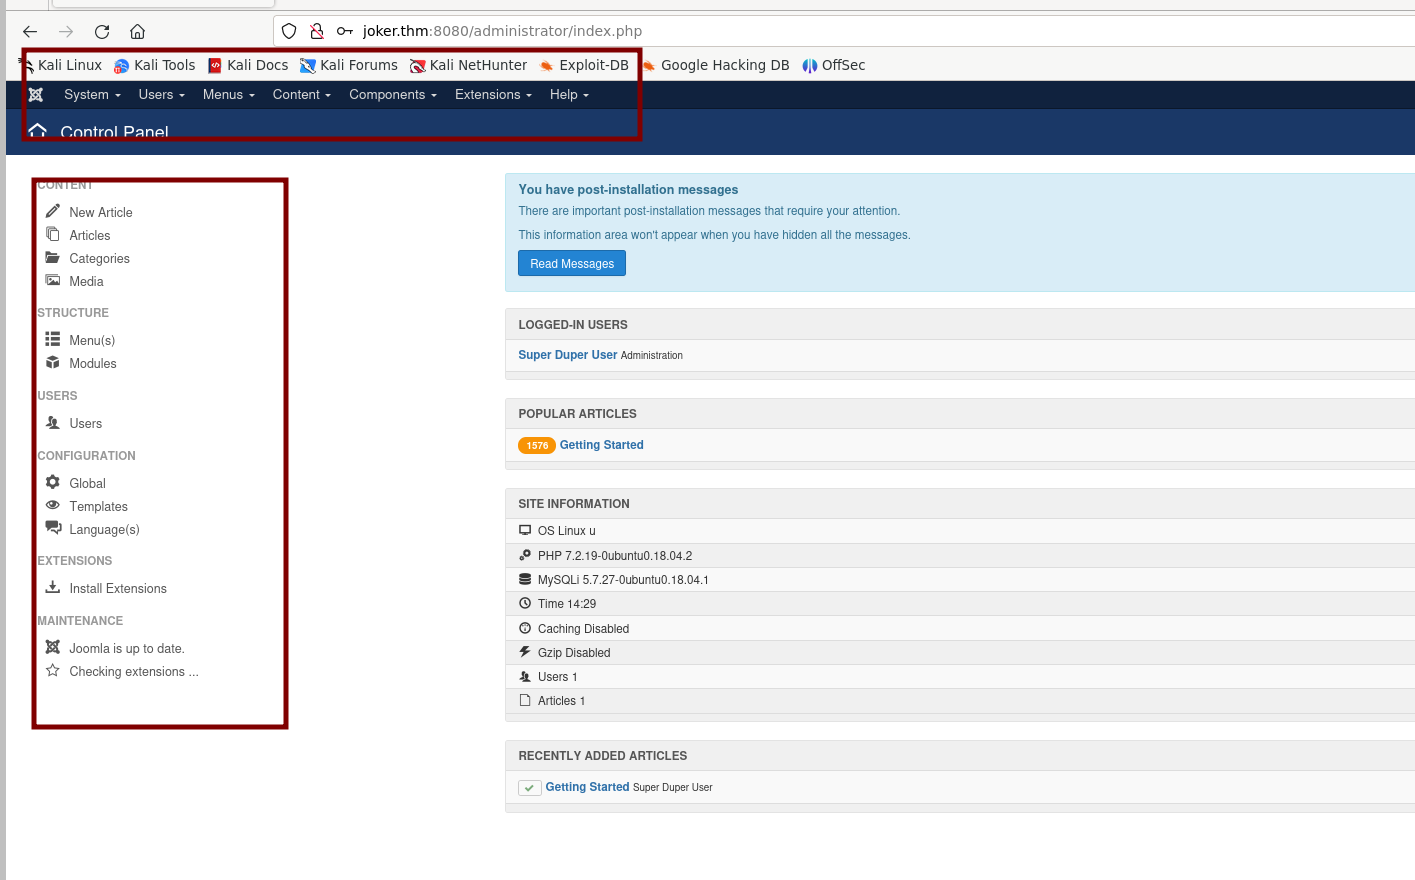 joker.thm:8080/administrator/index.php
Kali Linux Kali Tools Kali Docs Kali Forums Kali NetHunter Exploit-DB Google Hacking DB OffSec
System Users Menus Content Components Extensions Help
Control Panel
CONTENT
New Article
Articles
Categories
Media
STRUCTURE
Menu(s)
Modules
USERS
Users
CONFIGURATION
Global
Templates
Language(s)
EXTENSIONS
Install Extensions
MAINTENANCE
Joomla is up to date.
Checking extensions ...
You have post-installation messages
There are important post-installation messages that require your attention.
This information area won't appear when you have hidden all the messages.
Read Messages
LOGGED-IN USERS
Super Duper User Administration
POPULAR ARTICLES
1576 Getting Started
SITE INFORMATION
OS Linux u
PHP 7.2.19-0ubuntu0.18.04.2
MySQLi 5.7.27-0ubuntu0.18.04.1
Time 14:29
Caching Disabled
Gzip Disabled
Users 1
Articles 1
RECENTLY ADDED ARTICLES
Getting Started Super Duper User